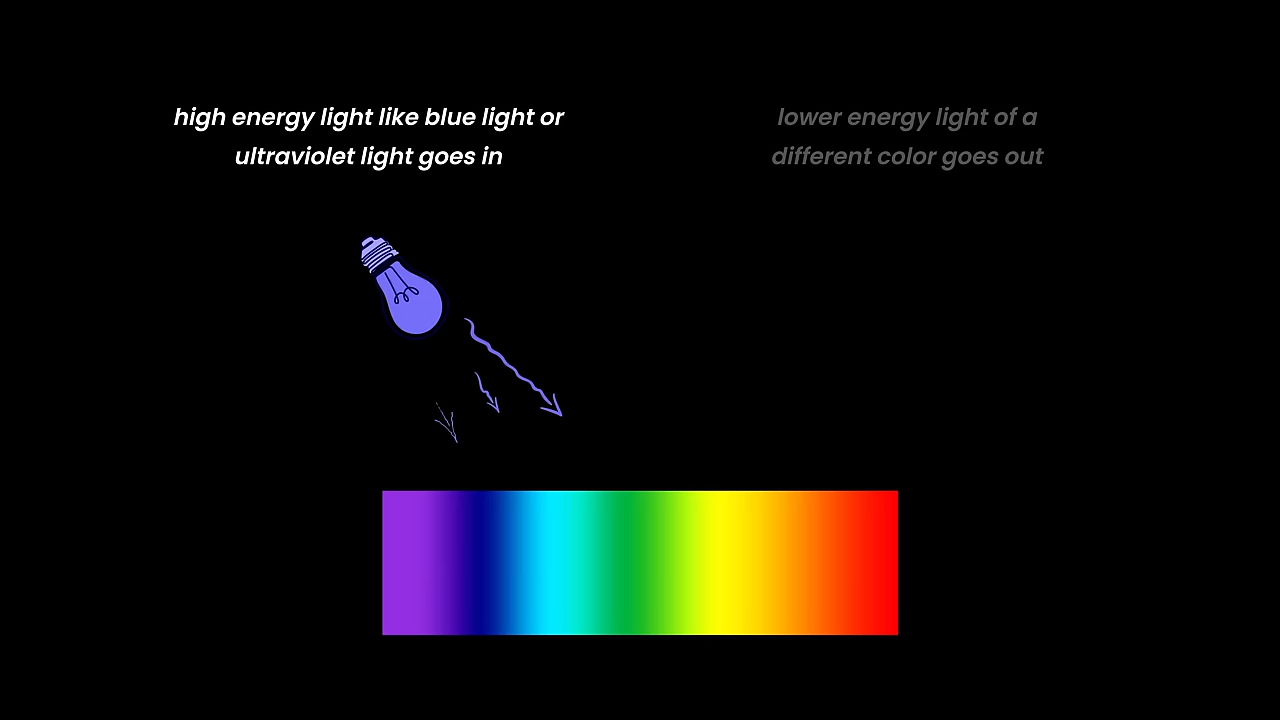 high energy light like blue light or
ultraviolet light goes in
lower energy light of a
different color goes out